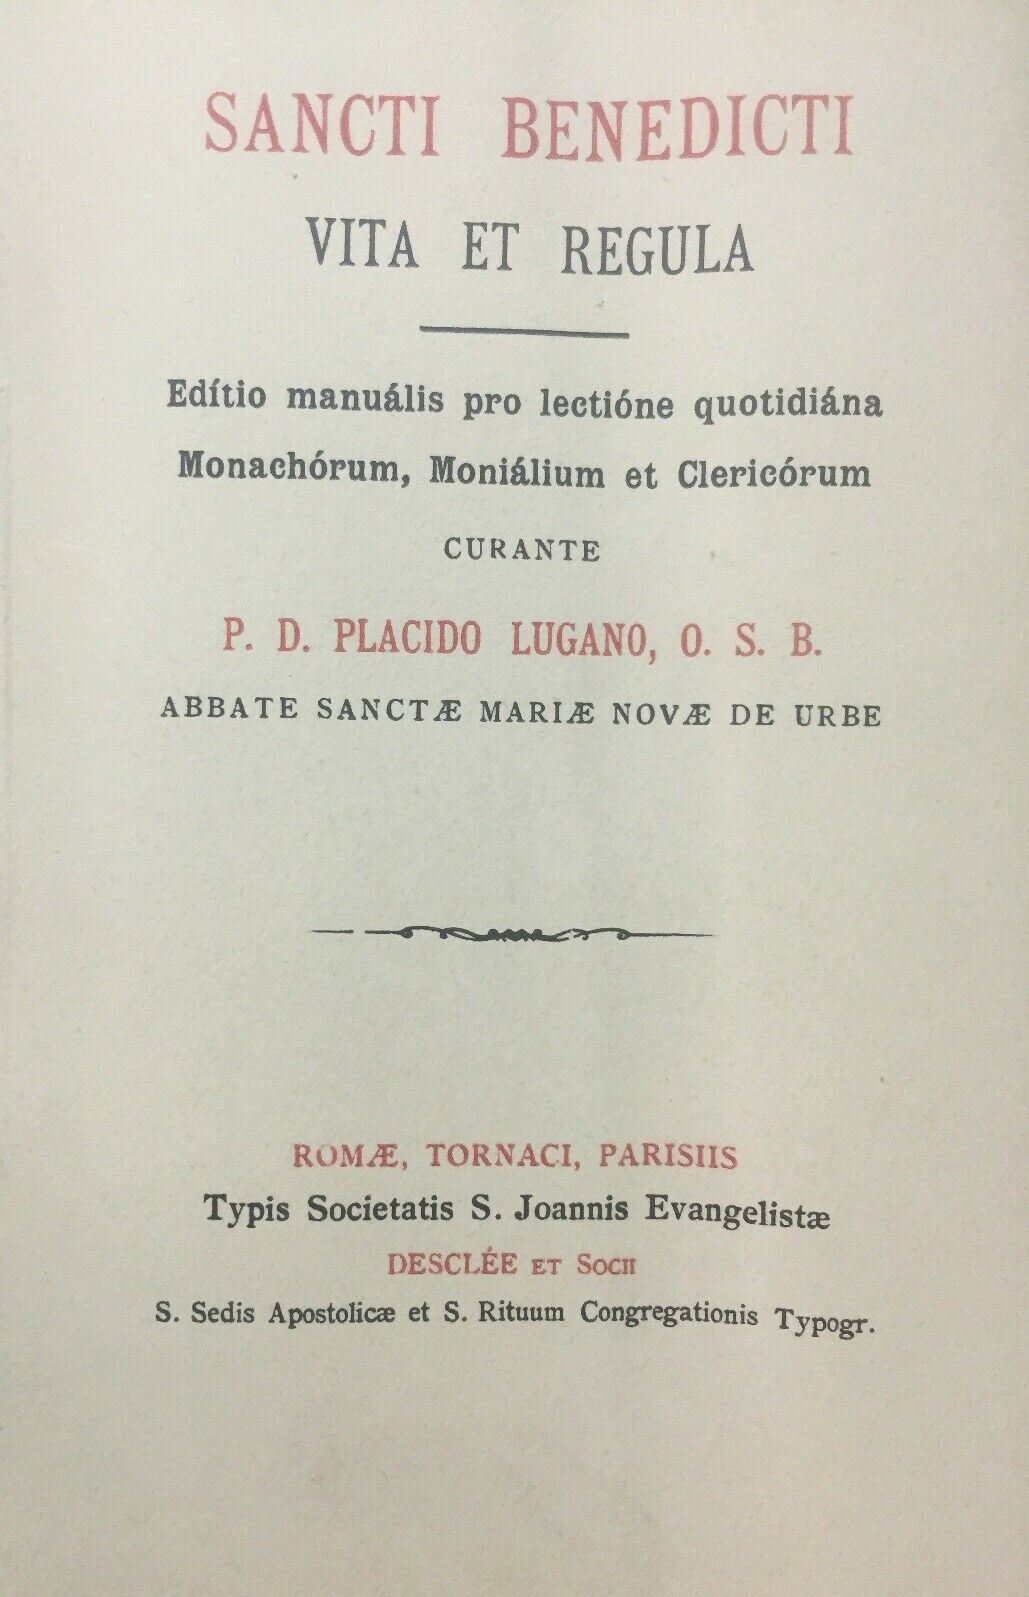 SANCTI BENEDICTI
VITA ET REGULA
Edítio manuális pro lectióne quotidiána
Monachórum, Moniálium et Clericórum
CURANTE
P. D. PLACIDO LUGANO, O. S. B.
ABBATE SANCTÆ MARIÆ NOVÆ DE URBE
ROMÆ, TORNACI, PARISIIS
Typis Societatis S. Joannis Evangelistæ
DESCLÉE ET SOCII
S. Sedis Apostolicæ et S. Rituum Congregationis Typogr.